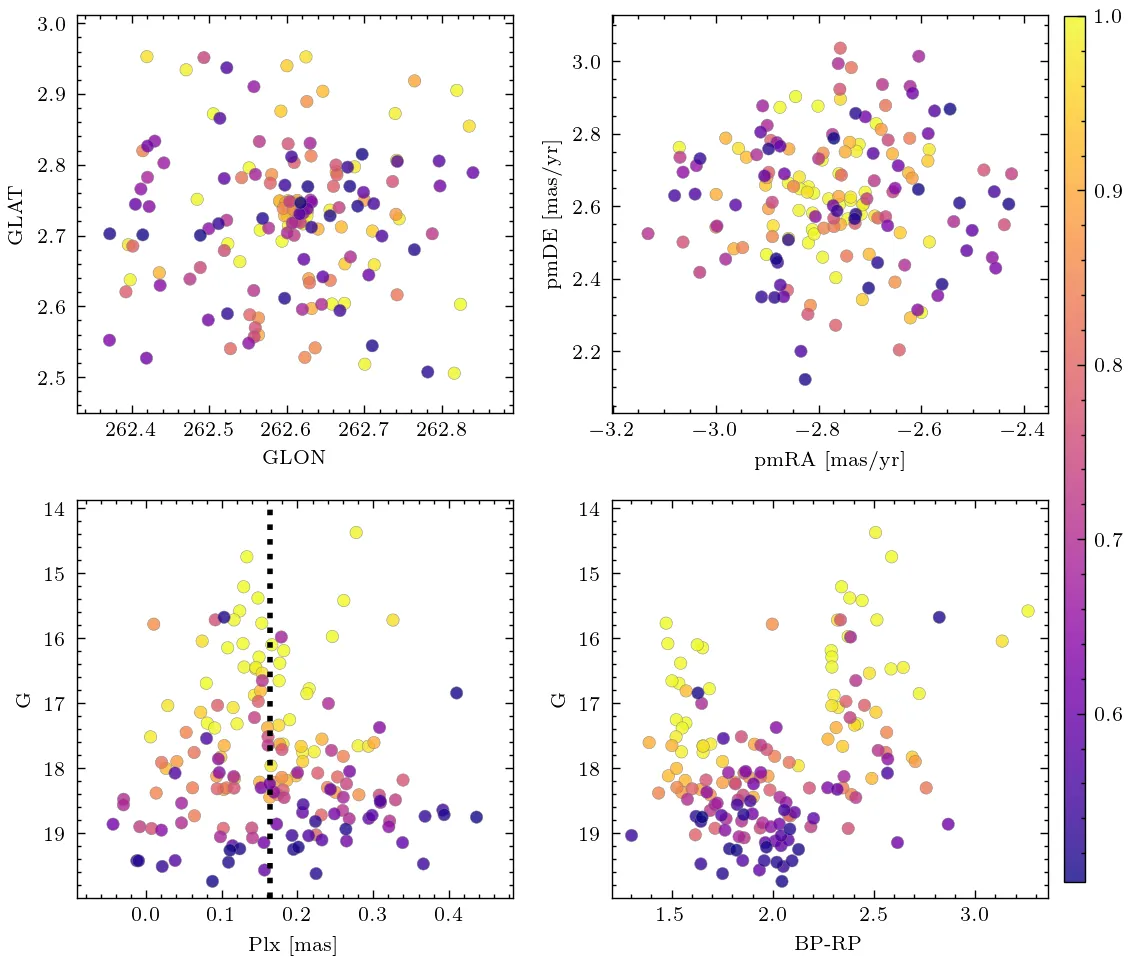 3.0
2.9
2.8
2.7
2.6
2.5
GLAT
262.4 262.5 262.6 262.7 262.8
GLON
3.0
2.8
2.6
2.4
2.2
pmDE [mas/yr]
−3.2 −3.0 −2.8 −2.6 −2.4
pmRA [mas/yr]
14
15
16
17
18
19
G
0.0 0.1 0.2 0.3 0.4
Plx [mas]
14
15
16
17
18
19
G
1.5 2.0 2.5 3.0
BP-RP
1.0
0.9
0.8
0.7
0.6